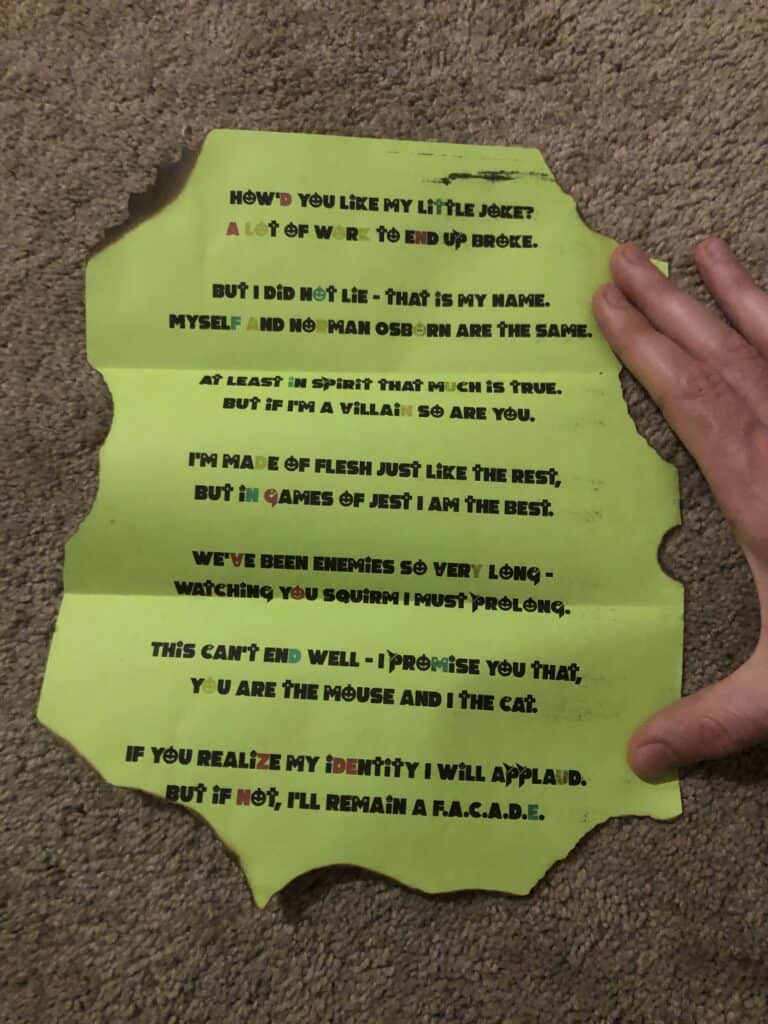 HOW'D YOU LIKE MY LITTLE JOKE?
A LOT OF WORK TO END UP BROKE.
BUT I DID NOT LIE - THAT IS MY NAME.
MYSELF AND NORMAN OSBORN ARE THE SAME.
AT LEAST IN SPIRIT THAT MUCH IS TRUE.
BUT IF I'M A VILLAIN SO ARE YOU.
I'M MADE OF FLESH JUST LIKE THE REST,
BUT IN GAMES OF JEST I AM THE BEST.
WE'VE BEEN ENEMIES SO VERY LONG -
WATCHING YOU SQUIRM I MUST PROLONG.
THIS CAN'T END WELL - I PROMISE YOU THAT,
YOU ARE THE MOUSE AND I THE CAT.
IF YOU REALIZE MY IDENTITY I WILL APPLAUD.
BUT IF NOT, I'LL REMAIN A F.A.C.A.D.E.